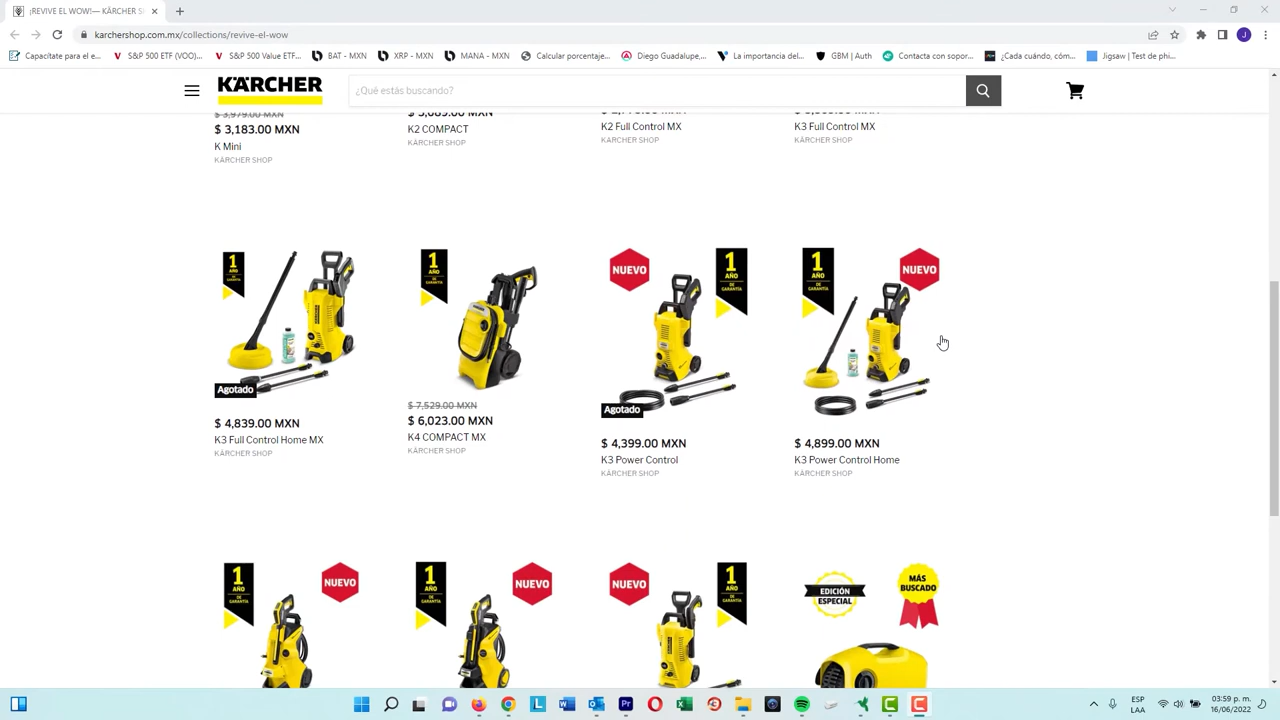 ¡REVIVE EL WOW!— KÄRCHER S
karchershop.com.mx/collections/revive-el-wow
Capacítate para el e...
S&P 500 ETF (VOO)...
S&P 500 Value ETF...
BAT - MXN
XRP - MXN
MANA - MXN
Calcular porcentaje...
Diego Guadalupe,...
La importancia del...
GBM | Auth
Contacta con sopor...
¿Cada cuándo, cóm...
Jigsaw | Test de phi...
J
KÄRCHER
¿Qué estás buscando?
$ 3,979.00 MXN
$ 3,183.00 MXN
K Mini
KÄRCHER SHOP
K2 COMPACT
KÄRCHER SHOP
K2 Full Control MX
KÄRCHER SHOP
K3 Full Control MX
KÄRCHER SHOP
1
AÑO
DE GARANTÍA
Agotado
$ 4,839.00 MXN
K3 Full Control Home MX
KÄRCHER SHOP
1
AÑO
DE GARANTÍA
$ 7,529.00 MXN
$ 6,023.00 MXN
K4 COMPACT MX
KÄRCHER SHOP
NUEVO
1
AÑO
DE GARANTÍA
Agotado
$ 4,399.00 MXN
K3 Power Control
KÄRCHER SHOP
1
AÑO
DE GARANTÍA
NUEVO
$ 4,899.00 MXN
K3 Power Control Home
KÄRCHER SHOP
1
AÑO
DE GARANTÍA
NUEVO
1
AÑO
DE GARANTÍA
NUEVO
NUEVO
1
AÑO
DE GARANTÍA
EDICIÓN
ESPECIAL
MÁS
BUSCADO
ESP
LAA
03:59 p. m.
16/06/2022